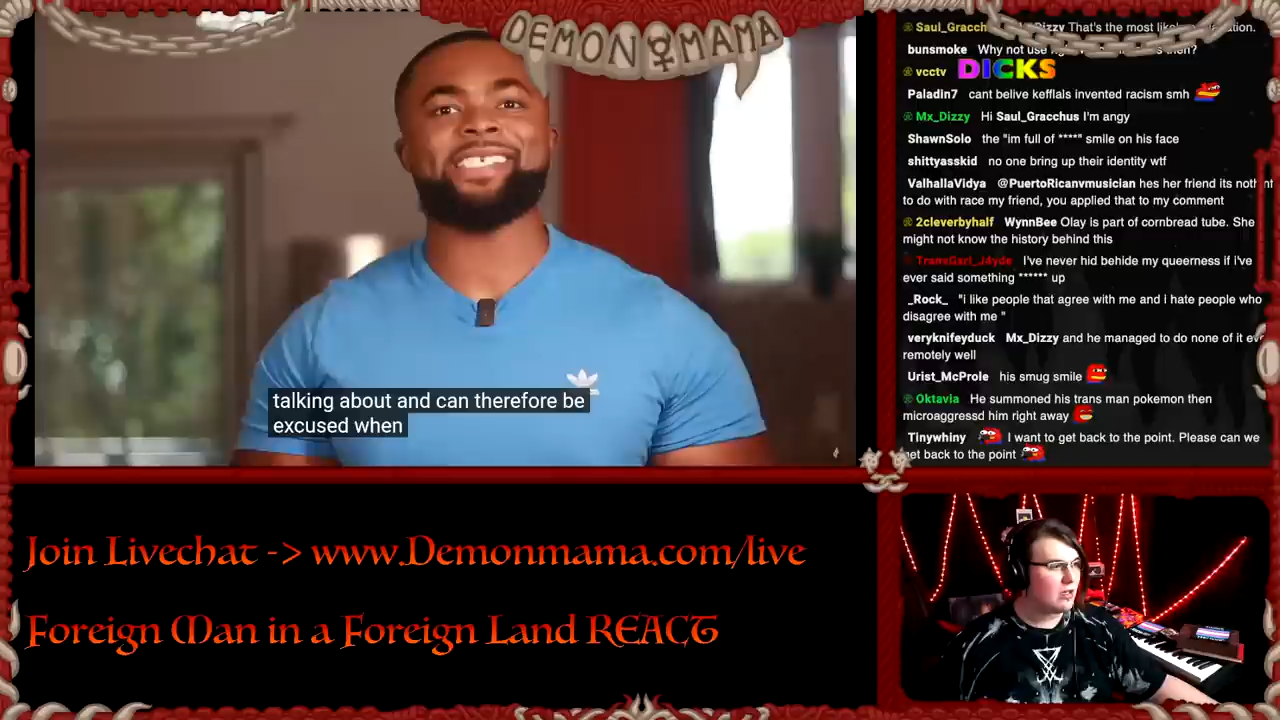 DEMON MAMA
talking about and can therefore be
excused when
Join Livechat -> www.Demonmama.com/live
Foreign Man in a Foreign Land REACT
Saul_Gracch Dizzy That's the most
bunsmoke Why not use then?
vcctv DICKS
Paladin7 cant belive kefflals invented racism smh
Mx_Dizzy Hi Saul_Gracchus I'm angy
ShawnSolo the "im full of ****" smile on his face
shittyasskid no one bring up their identity wtf
ValhallaVidya @PuertoRicanvmusician hes her friend its
to do with race my friend, you applied that to my comment
2cleverbyhalf WynnBee Olay is part of cornbread tube. She
might not know the history behind this
TransGart_Jdyde I've never hid behide my queerness if i've
ever said something ****** up
_Rock_ "i like people that agree with me and i hate people who
disagree with me "
veryknifeyduck Mx_Dizzy and he managed to do none of it
remotely well
Urist_McProle his smug smile
Oktavia He summoned his trans man pokemon then
microaggressd him right away
Tinywhiny I want to get back to the point. Please can we
get back to the point